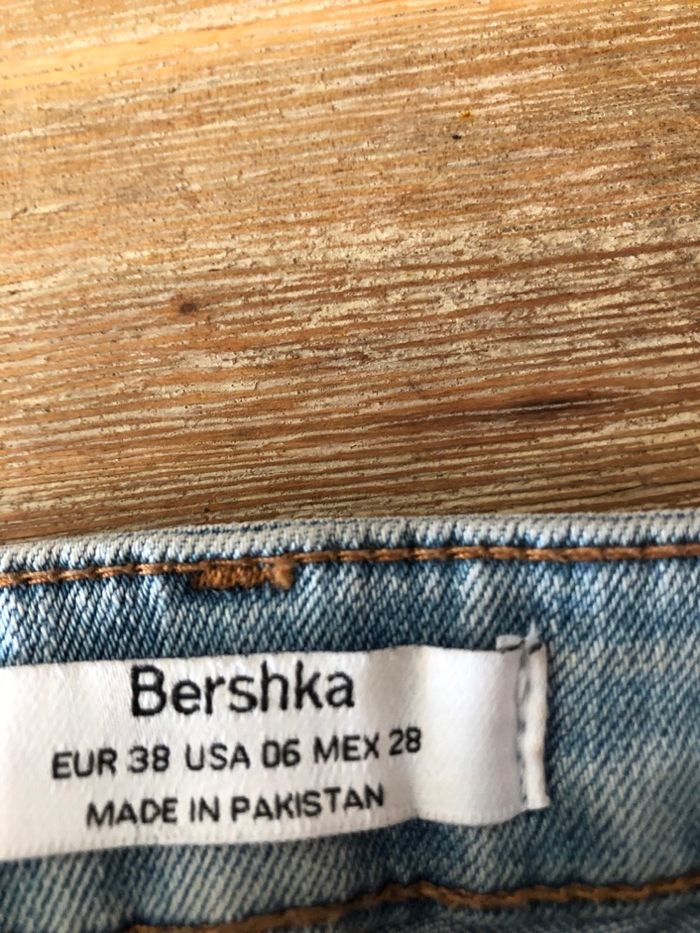 Bershka
EUR 38 USA 06 MEX 28
MADE IN PAKISTAN